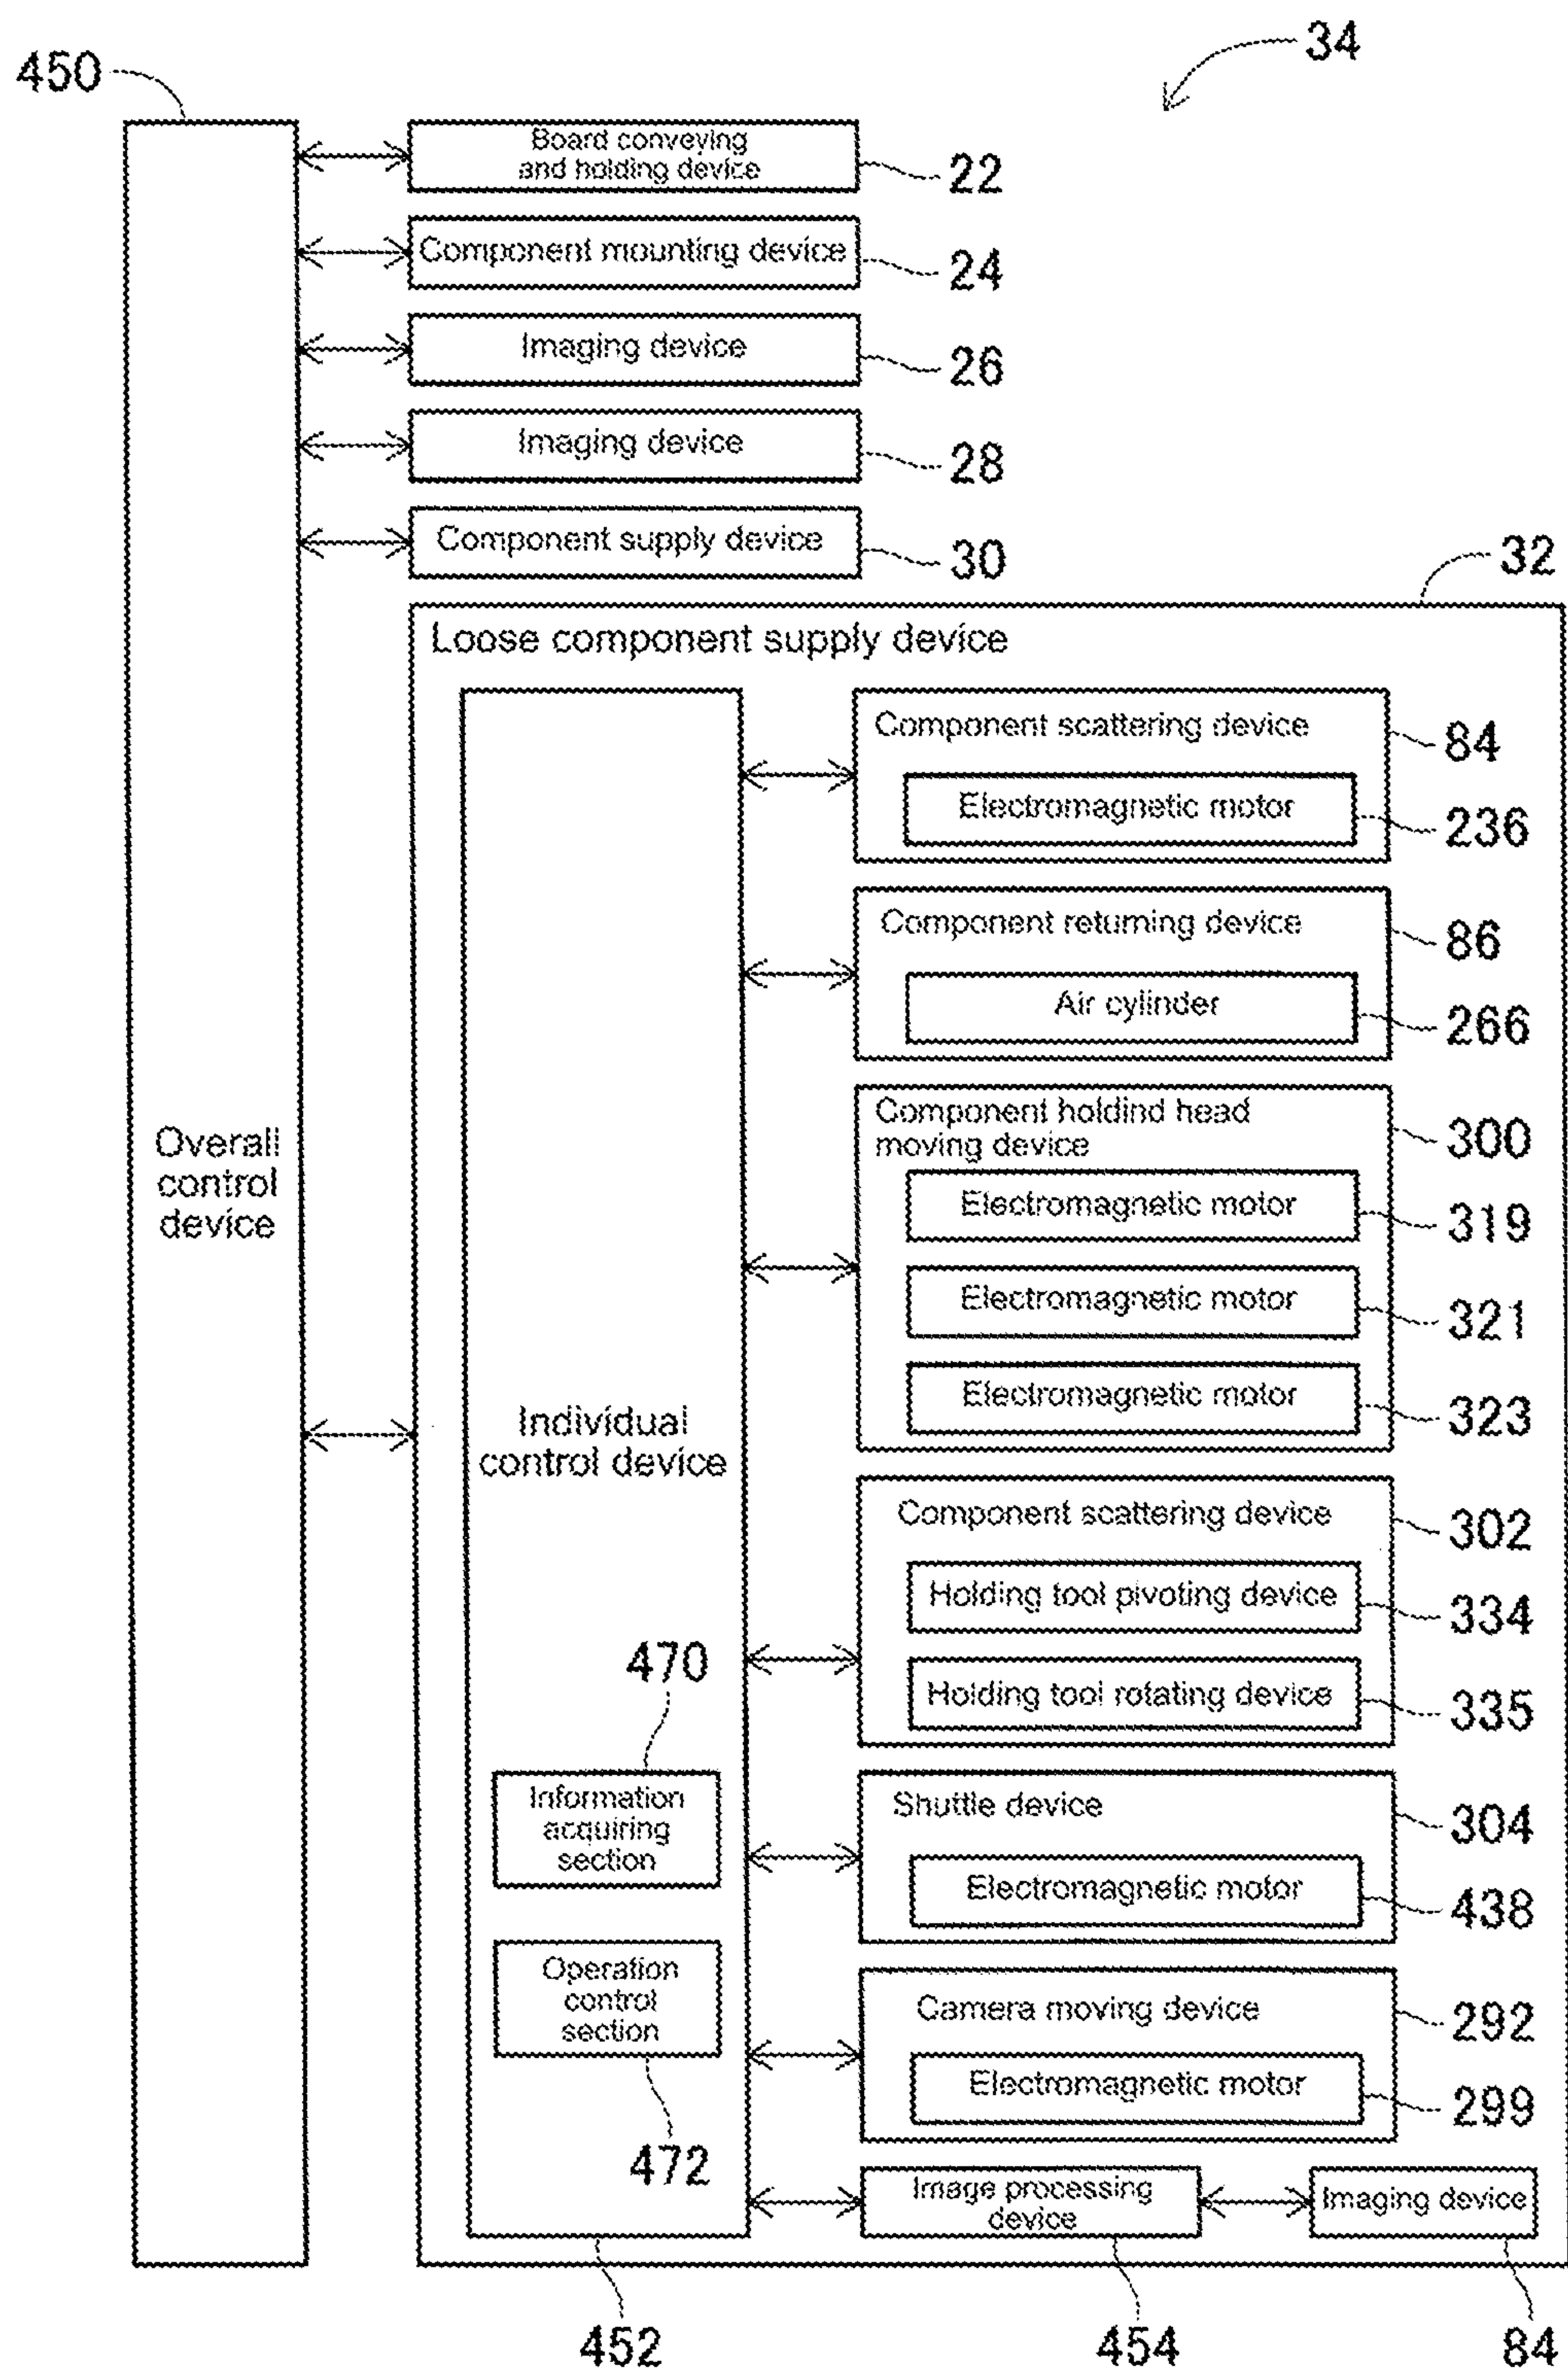 34
450
Board conveying
and holding device
22
Component mounting device
24
Imaging device
26
Imaging device
28
Component supply device
30
32
Loose component supply device
Component scattering device
84
Electromagnetic motor
236
Component returning device
86
Air cylinder
266
Component holdind head
moving device
300
Electromagnetic motor
319
Electromagnetic motor
321
Electromagnetic motor
323
Overall
control
device
Individual
control device
Component scattering device
302
Holding tool pivoting device
334
Holding tool rotating device
335
470
Information
acquiring
section
Shuttle device
304
Electromagnetic motor
438
Operation
control
section
472
Camera moving device
292
Electromagnetic motor
299
Image processing
device
Imaging device
452
454
84